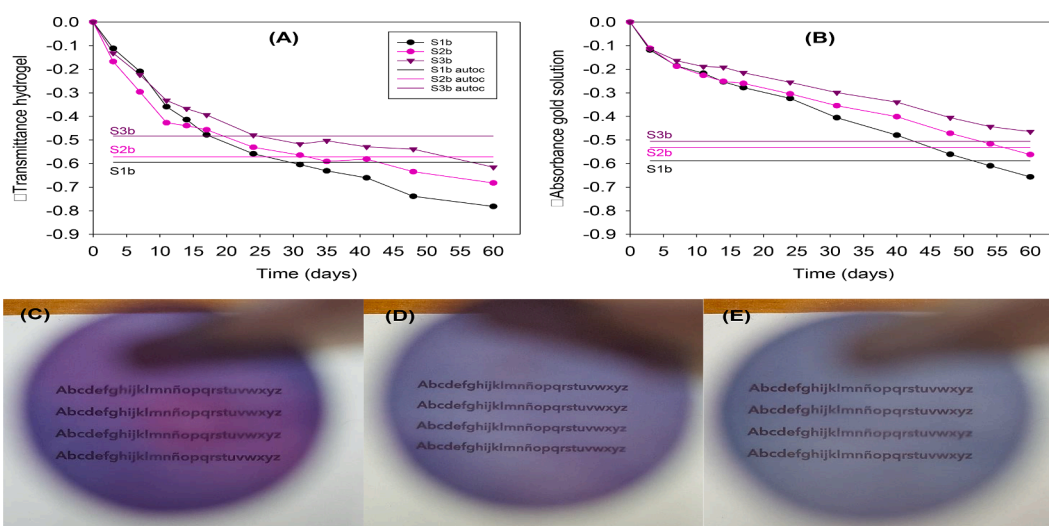 (A)
□Transmittance hydrogel
0.0
-0.1
-0.2
-0.3
-0.4
-0.5
-0.6
-0.7
-0.8
-0.9
S1b
S2b
S3b
S1b autoc
S2b autoc
S3b autoc
S3b
S2b
S1b
0 5 10 15 20 25 30 35 40 45 50 55 60
Time (days)
(B)
□Absorbance gold solution
0.0
-0.1
-0.2
-0.3
-0.4
-0.5
-0.6
-0.7
-0.8
-0.9
S3b
S2b
S1b
0 5 10 15 20 25 30 35 40 45 50 55 60
Time (days)
(C)
Abcdefghijklmnñopqrstuvwxyz
Abcdefghijklmnñopqrstuvwxyz
Abcdefghijklmnñopqrstuvwxyz
Abcdefghijklmnñopqrstuvwxyz
(D)
Abcdefghijklmnñopqrstuvwxyz
Abcdefghijklmnñopqrstuvwxyz
Abcdefghijklmnñopqrstuvwxyz
Abcdefghijklmnñopqrstuvwxyz
(E)
Abcdefghijklmnñopqrstuvwxyz
Abcdefghijklmnñopqrstuvwxyz
Abcdefghijklmnñopqrstuvwxyz
Abcdefghijklmnñopqrstuvwxyz